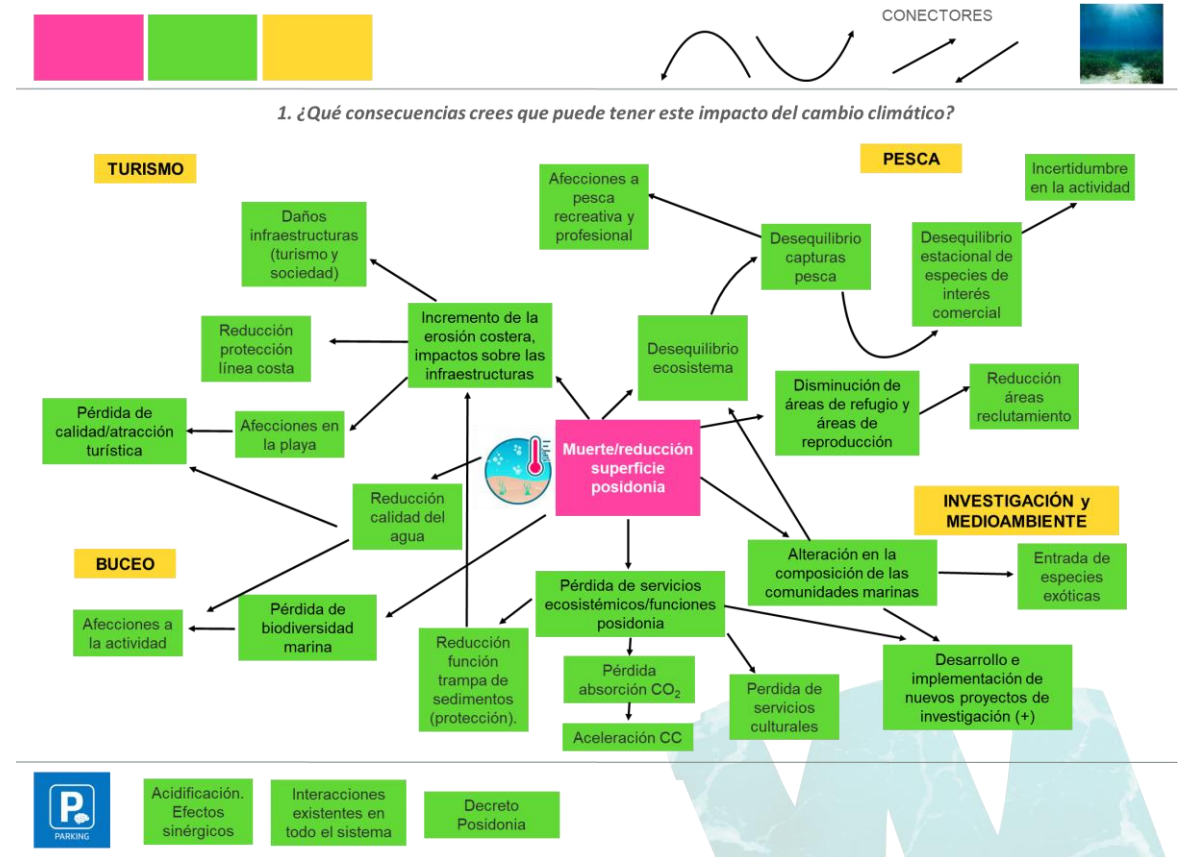 CONECTORES
1. ¿Qué consecuencias crees que puede tener este impacto del cambio climático?
TURISMO
PESCA
Afecciones a
pesca
recreativa y
profesional
Incertidumbre
en la actividad
Daños
infraestructuras
(turismo y
sociedad)
Desequilibrio
capturas
pesca
Desequilibrio
estacional de
especies de
interés
comercial
Incremento de la
erosión costera,
impactos sobre las
infraestructuras
Reducción
protección
línea costa
Desequilibrio
ecosistema
Disminución de
áreas de refugio y
áreas de
reproducción
Reducción
áreas
reclutamiento
Pérdida de
calidad/atracción
turística
Afecciones en
la playa
Muerte/reducción
superficie
posidonia
Reducción
calidad del
agua
INVESTIGACIÓN y
MEDIOAMBIENTE
BUCEO
Alteración en la
composición de las
comunidades marinas
Entrada de
especies
exóticas
Pérdida de servicios
ecosistémicos/funciones
posidonia
Afecciones a
la actividad
Pérdida de
biodiversidad
marina
Reducción
función
trampa de
sedimentos
(protección).
Pérdida
absorción CO₂
Aceleración CC
Perdida de
servicios
culturales
Desarrollo e
implementación de
nuevos proyectos de
investigación (+)
P
PARKING
Acidificación.
Efectos
sinérgicos
Interacciones
existentes en
todo el sistema
Decreto
Posidonia